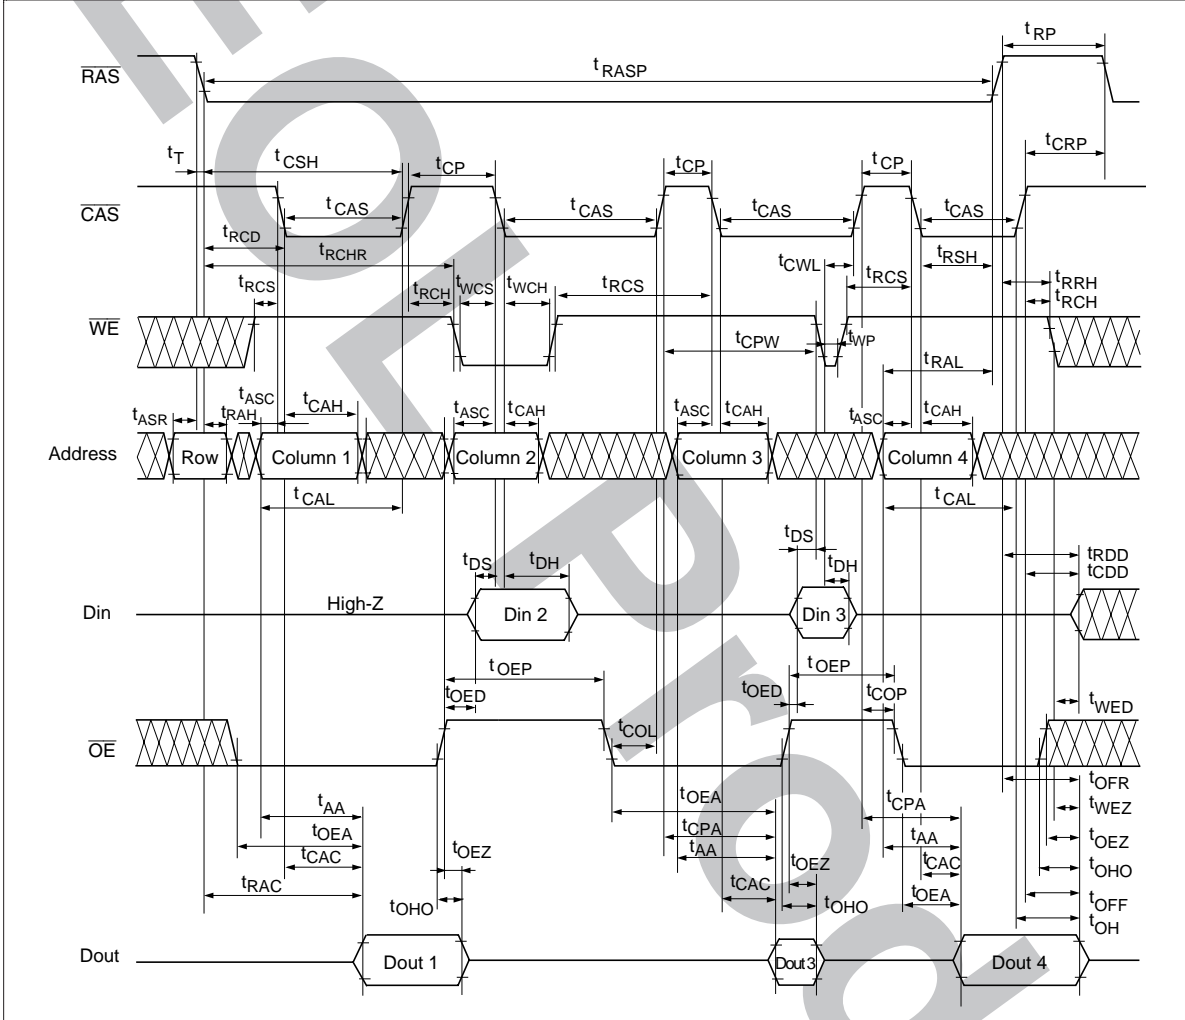 tRP
RAS
tRASP
tCRP
tT
tCSH
tCP
tCP
tCP
CAS
tCAS
tCAS
tCAS
tCAS
tRCD
tRCHR
tCWL
tRSH
tRCS
tRCH
tWCS
tWCH
tRCS
tRCS
tRRH
tRCH
WE
tCPW
tWP
tRAL
tASC
tCAH
tASR
tRAH
tASC
tCAH
tASC
tCAH
tASC
tCAH
Address
Row
Column 1
Column 2
Column 3
Column 4
tCAL
tCAL
tDS
tDH
tDS
tDH
tRDD
tCDD
Din
High-Z
Din 2
Din 3
tOEP
tOEP
tOED
tOED
tCOP
tWED
OE
tCOL
tOFR
tOEA
tCPA
tWEZ
tAA
tCPA
tOEA
tAA
tAA
tOEZ
tCAC
tOEZ
tOEZ
tCAC
tOHO
tRAC
tCAC
tOHO
tOHO
tOEA
tOFF
tOH
Dout
Dout 1
Dout 3
Dout 4
EOL Prod